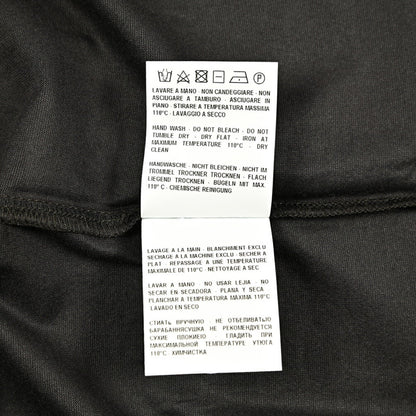 LAVARE A MANO - NON CANDEGGIARE - NON
ASCIUGARE A TAMBURO - ASCIUGARE IN
PIANO - STIRARE A TEMPERATURA MASSIMA
110°C - LAVAGGIO A SECCO
HAND WASH - DO NOT BLEACH - DO NOT
TUMBLE DRY - DRY FLAT - IRON AT
MAXIMUM TEMPERATURE 110°C - DRY
CLEAN
HANDWASCHE - NICHT BLEICHEN - NICHT IM
TROMMEL TROCKNER TROCKNEN - FLACH
LIEGEND TROCKNEN - BUGELN MIT MAX.
110° C - CHEMISCHE REINIGUNG
LAVAGE A LA MAIN - BLANCHIMENT EXCLU
SECHAGE A LA MACHINE EXCLU - SECHER A
PLAT - REPASSAGE A UNE TEMPERATURE
MAXIMALE DE 110°C - NETTOYAGE A SEC
LAVAR A MANO - NO USAR LEJIA - NO
SECAR EN SECADORA - PLANA Y SECA
PLANCHAR A TEMPERATURA MÁXIMA 110°C
LAVADO EN SECO
СТИАТЬ ВРУЧНУЮ - НЕ ОТБЕЛИВАТЬ
БАРАБАННЯСУШКА НЕ РЕКОМЕНДУЕТСЯ
СУХИЕ ПЛОКИЕЮ - ГЛАДИТЬ ПРИ
МАКСИМАЛЬНОЙ ТЕМПЕРАТУРЕ УТЮГА
110°C - ХИМЧИСТКА